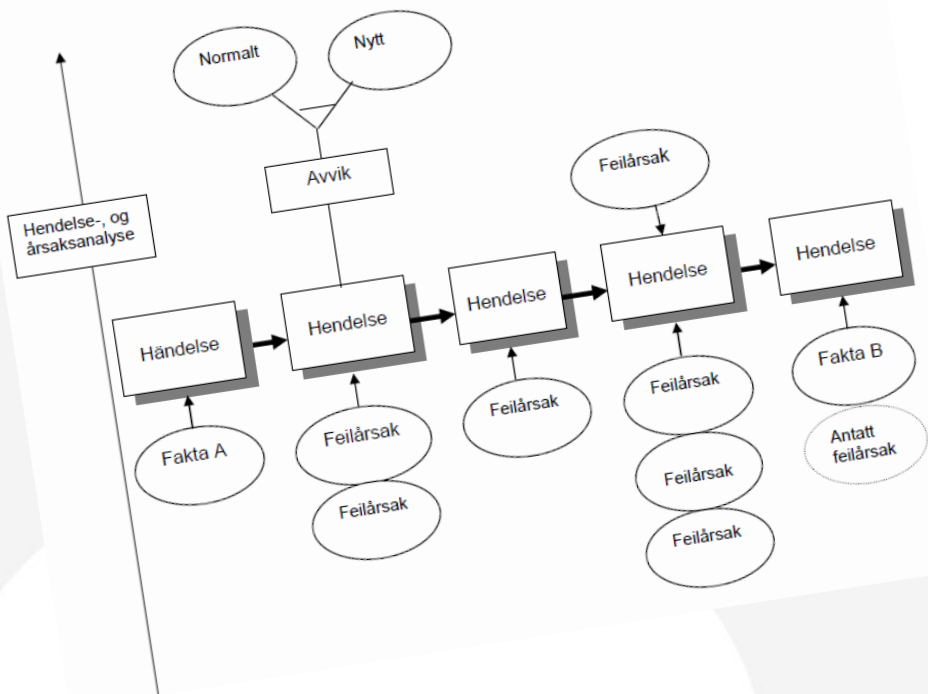 Normalt
Nytt
Avvik
Feilårsak
Hendelse-, og
årsaksanalyse
Händelse
Hendelse
Hendelse
Hendelse
Hendelse
Fakta A
Feilårsak
Feilårsak
Feilårsak
Feilårsak
Feilårsak
Feilårsak
Fakta B
Antatt
feilårsak